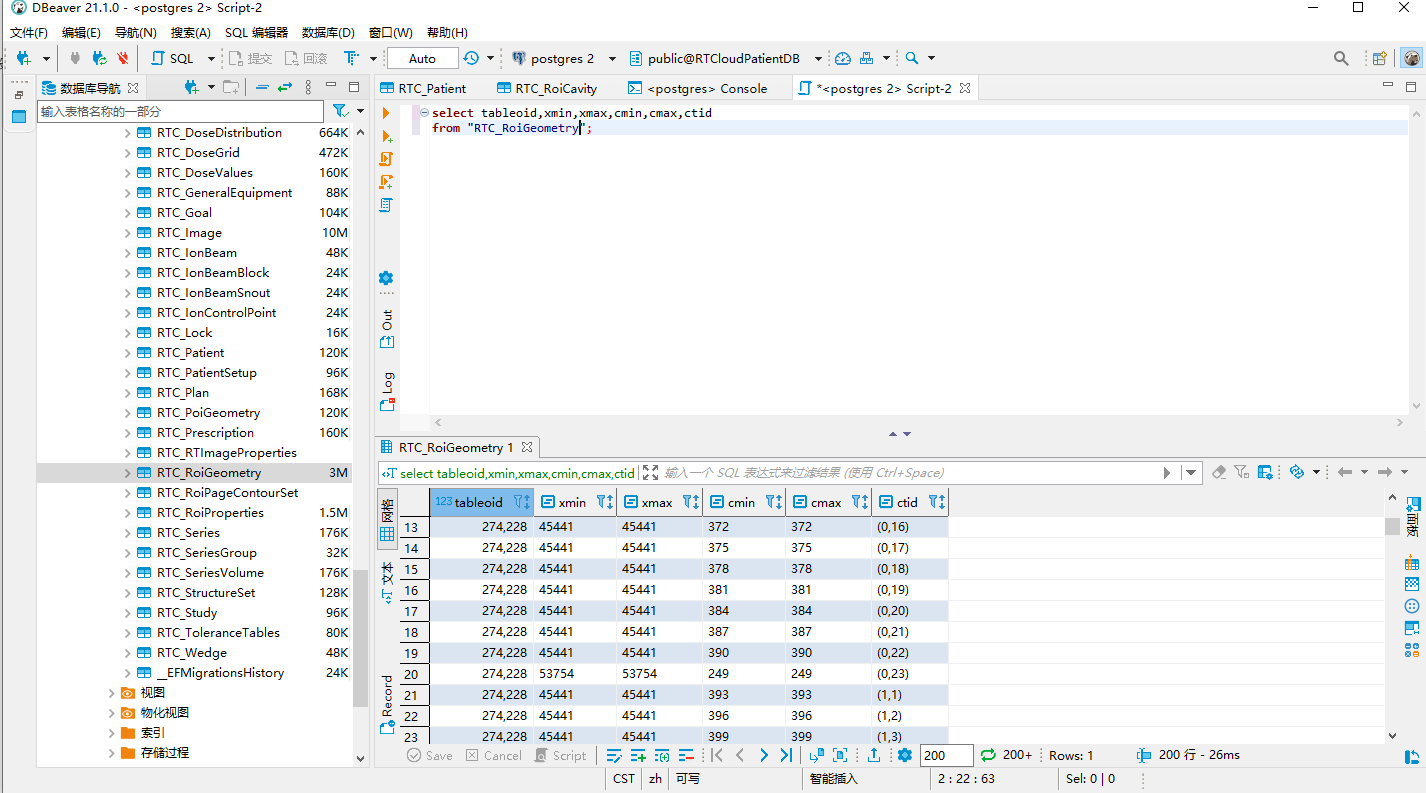 DBeaver 21.1.0 - <postgres 2> Script-2
文件(F) 编辑(E) 导航(N) 搜索(A) SQL 编辑器 数据库(D) 窗口(W) 帮助(H)
SQL 提交 回滚 Auto postgres 2 public@RTCloudPatientDB
数据库导航 RTC_Patient RTC_RoiCavity <postgres> Console *<postgres 2> Script-2
输入表格名称的一部分
RTC_DoseDistribution 664K
RTC_DoseGrid 472K
RTC_DoseValues 160K
RTC_GeneralEquipment 88K
RTC_Goal 104K
RTC_Image 10M
RTC_IonBeam 48K
RTC_IonBeamBlock 24K
RTC_IonBeamSnout 24K
RTC_IonControlPoint 24K
RTC_Lock 16K
RTC_Patient 120K
RTC_PatientSetup 96K
RTC_Plan 168K
RTC_PoiGeometry 120K
RTC_Prescription 160K
RTC_RTImageProperties
RTC_RoiGeometry 3M
RTC_RoiPageContourSet
RTC_RoiProperties 1.5M
RTC_Series 176K
RTC_SeriesGroup 32K
RTC_SeriesVolume 176K
RTC_StructureSet 128K
RTC_Study 96K
RTC_ToleranceTables 80K
RTC_Wedge 48K
__EFMigrationsHistory 24K
视图
物化视图
索引
存储过程
select tableoid,xmin,xmax,cmin,cmax,ctid
from "RTC_RoiGeometry";
Out
Log
RTC_RoiGeometry 1
select tableoid,xmin,xmax,cmin,cmax,ctid 输入一个 SQL 表达式来过滤结果 (使用 Ctrl+Space)
网格
文本
Record
123 tableoid xmin xmax cmin cmax ctid
13 274,228 45441 45441 372 372 (0,16)
14 274,228 45441 45441 375 375 (0,17)
15 274,228 45441 45441 378 378 (0,18)
16 274,228 45441 45441 381 381 (0,19)
17 274,228 45441 45441 384 384 (0,20)
18 274,228 45441 45441 387 387 (0,21)
19 274,228 45441 45441 390 390 (0,22)
20 274,228 53754 53754 249 249 (0,23)
21 274,228 45441 45441 393 393 (1,1)
22 274,228 45441 45441 396 396 (1,2)
23 274,228 45441 45441 399 399 (1,3)
面板
Save Cancel Script 200 200+ Rows: 1 200 行 - 26ms
CST zh 可写 智能插入 2 : 22 : 63 Sel: 0 | 0